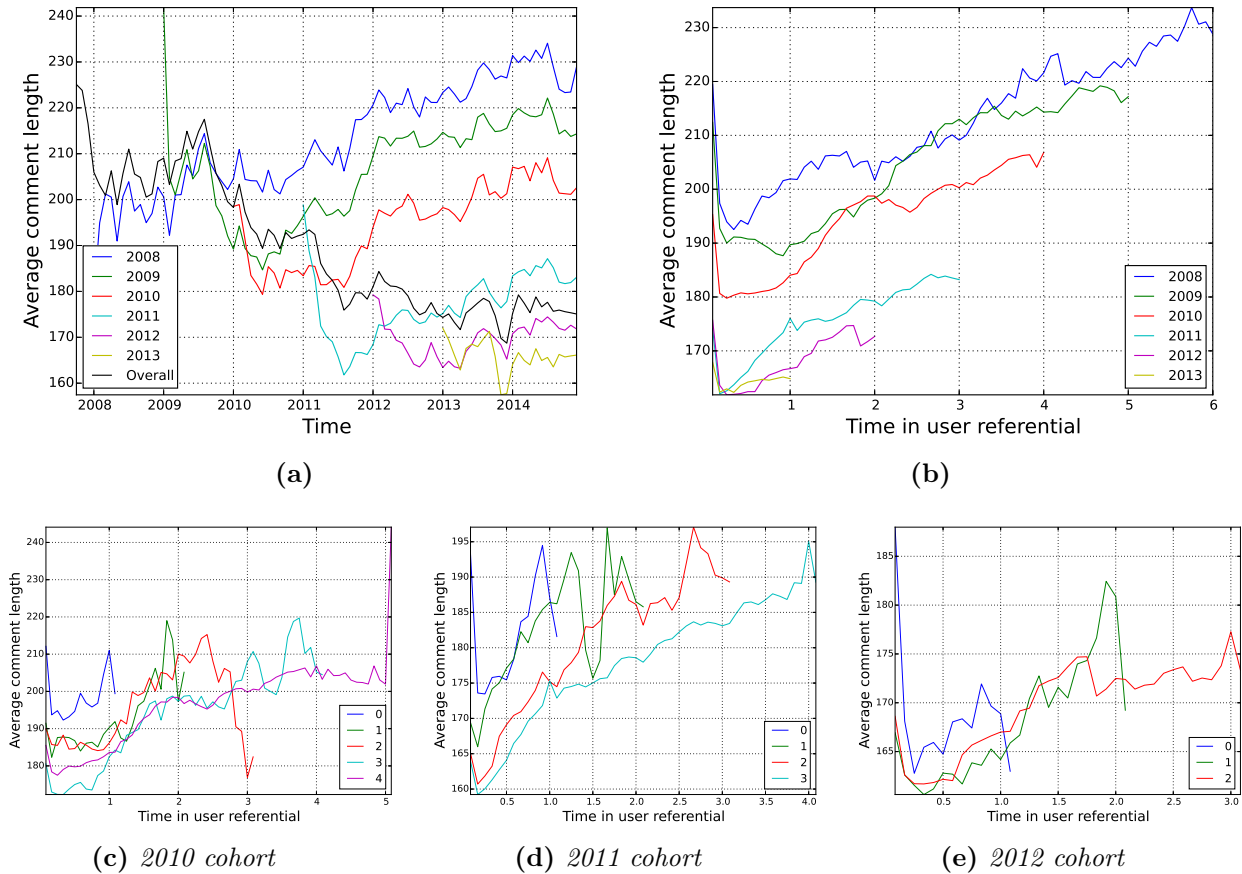 240
230
220
210
200
190
180
170
160
Average comment length
2008
2009
2010
2011
2012
2013
Overall
2008 2009 2010 2011 2012 2013 2014
Time
(a)
230
220
210
200
190
180
170
Average comment length
2008
2009
2010
2011
2012
2013
1 2 3 4 5 6
Time in user referential
(b)
240
230
220
210
200
190
180
Average comment length
0
1
2
3
4
1 2 3 4 5
Time in user referential
(c) 2010 cohort
195
190
185
180
175
170
165
160
Average comment length
0
1
2
3
0.5 1.0 1.5 2.0 2.5 3.0 3.5 4.0
Time in user referential
(d) 2011 cohort
185
180
175
170
165
Average comment length
0
1
2
0.5 1.0 1.5 2.0 2.5 3.0
Time in user referential
(e) 2012 cohort